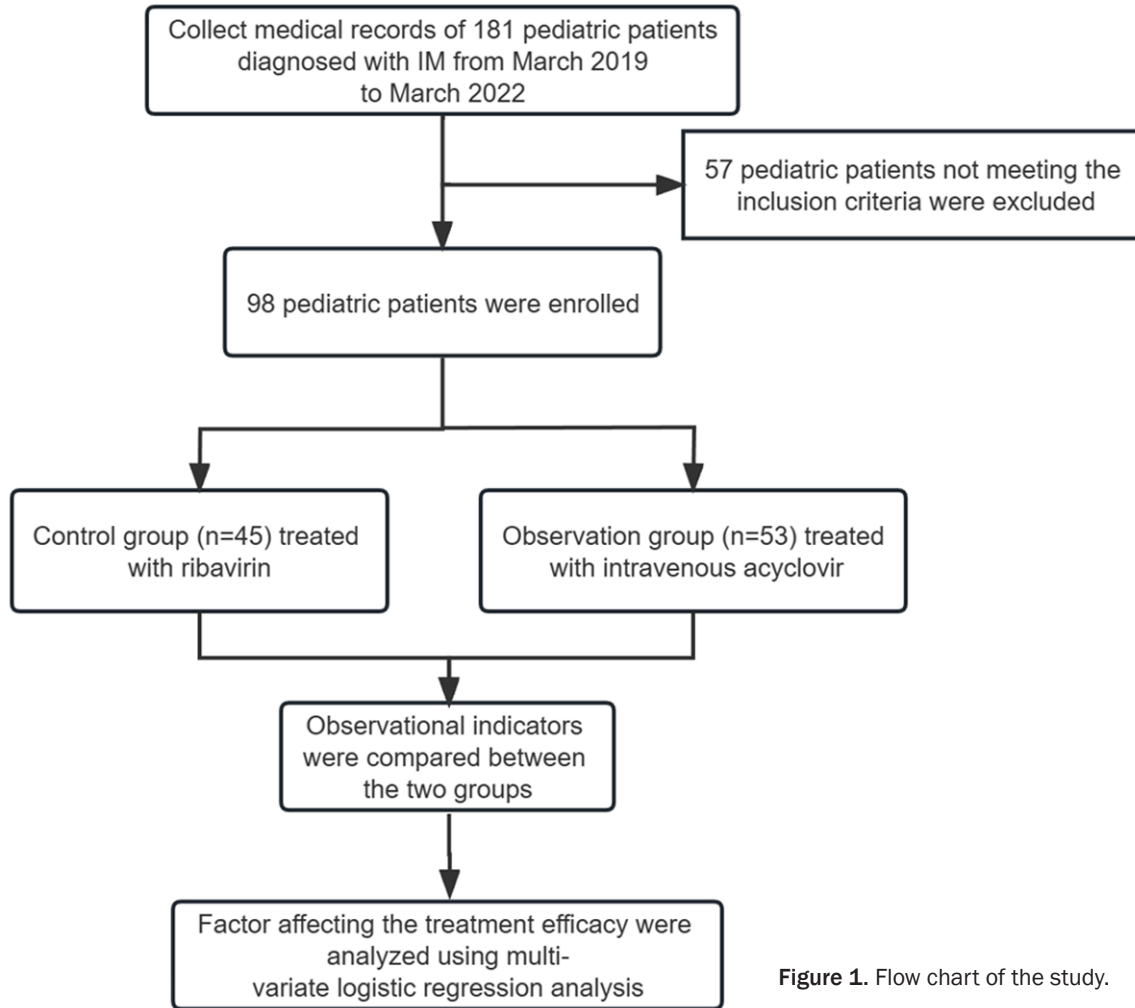 Collect medical records of 181 pediatric patients
diagnosed with IM from March 2019
to March 2022
57 pediatric patients not meeting the
inclusion criteria were excluded
98 pediatric patients were enrolled
Control group (n=45) treated
with ribavirin
Observation group (n=53) treated
with intravenous acyclovir
Observational indicators
were compared between
the two groups
Factor affecting the treatment efficacy were
analyzed using multi-
variate logistic regression analysis
Figure 1. Flow chart of the study.